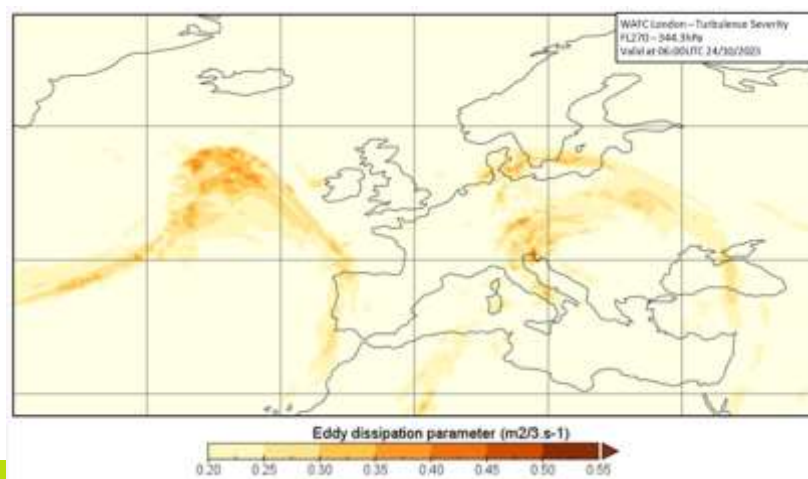 WAFC London – Turbulence Severity
FL270 – 344.3hPa
Valid at 06:00UTC 24/10/2023
Eddy dissipation parameter (m2/3.s-1)
0.20 0.25 0.30 0.35 0.40 0.45 0.50 0.55